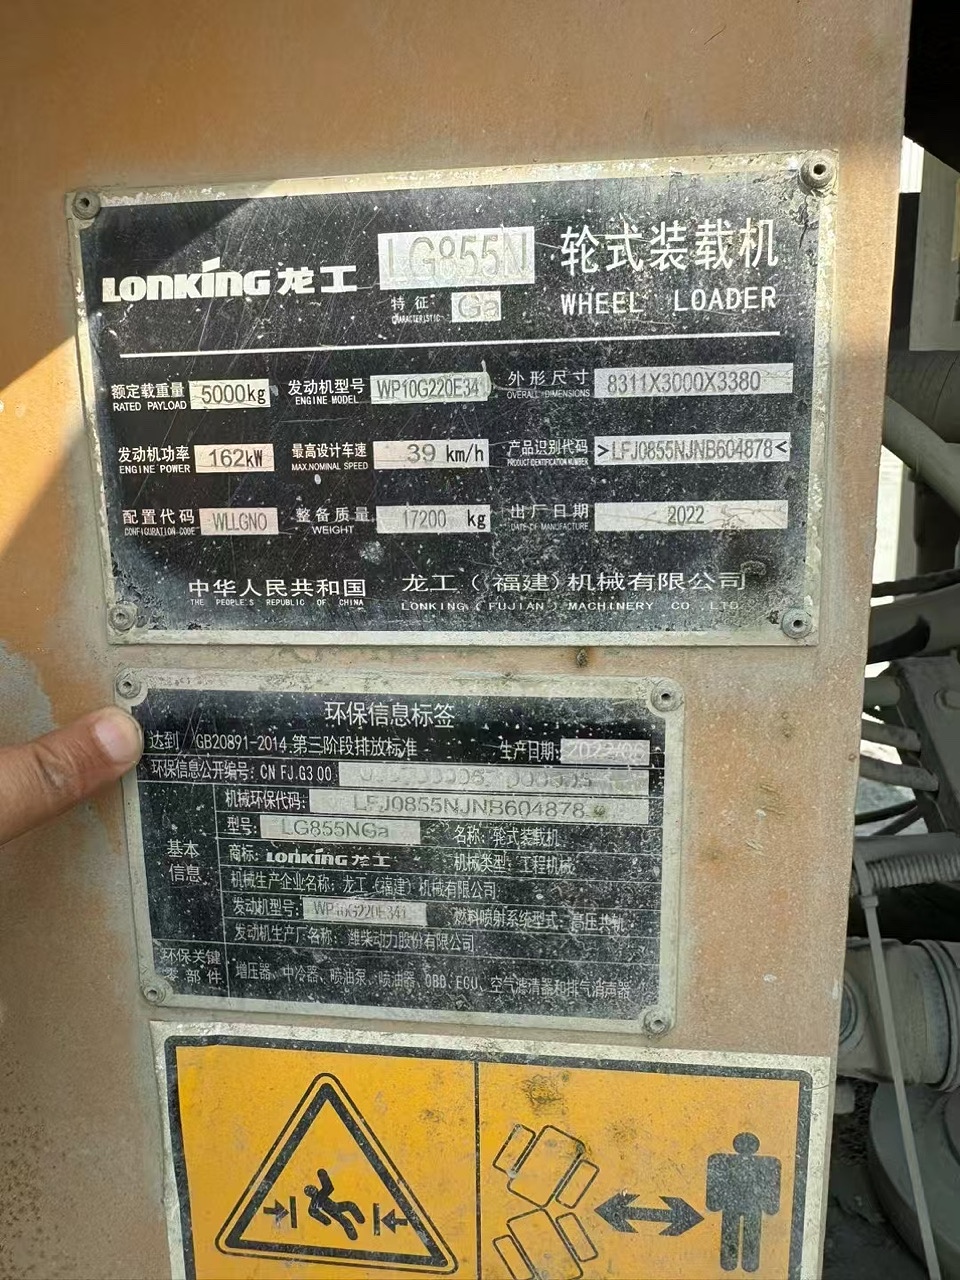 LONKING 龙工 LG855N 轮式装载机
特征 Ga WHEEL LOADER
CHARACTERISTIC
额定载重量 5000kg 发动机型号 WP10G220E34 外形尺寸 8311X3000X3380
RATED PAYLOAD ENGINE MODEL OVERALL DIMENSIONS
发动机功率 162kW 最高设计车速 39 km/h 产品识别代码 >LFJ0855NJNB604878<
ENGINE POWER MAX.NOMINAL SPEED PRODUCT IDENTIFICATION NUMBER
配置代码 WLLGNO 整备质量 17200 kg 出厂日期 2022
CONFIGURATION CODE WEIGHT DATE OF MANUFACTURE
中华人民共和国 龙工（福建）机械有限公司
THE PEOPLE'S REPUBLIC OF CHINA LONKING ( FUJIAN ) MACHINERY CO., LTD.
环保信息标签
达到 GB20891-2014 第三阶段排放标准 生产日期: 2022/06
环保信息公开编号: CN FJ.G3 00
机械环保代码: LFJ0855NJNB604878
型号: LG855NGa 名称: 轮式装载机
基本信息
商标: LONKING 龙工 机械类型: 工程机械
机械生产企业名称: 龙工（福建）机械有限公司
发动机型号: WP10G220E341 燃料喷射系统型式: 高压共轨
发动机生产厂名称: 潍柴动力股份有限公司
环保关键零部件
增压器、中冷器、喷油泵、喷油器、OBD、ECU、空气滤清器和排气消声器